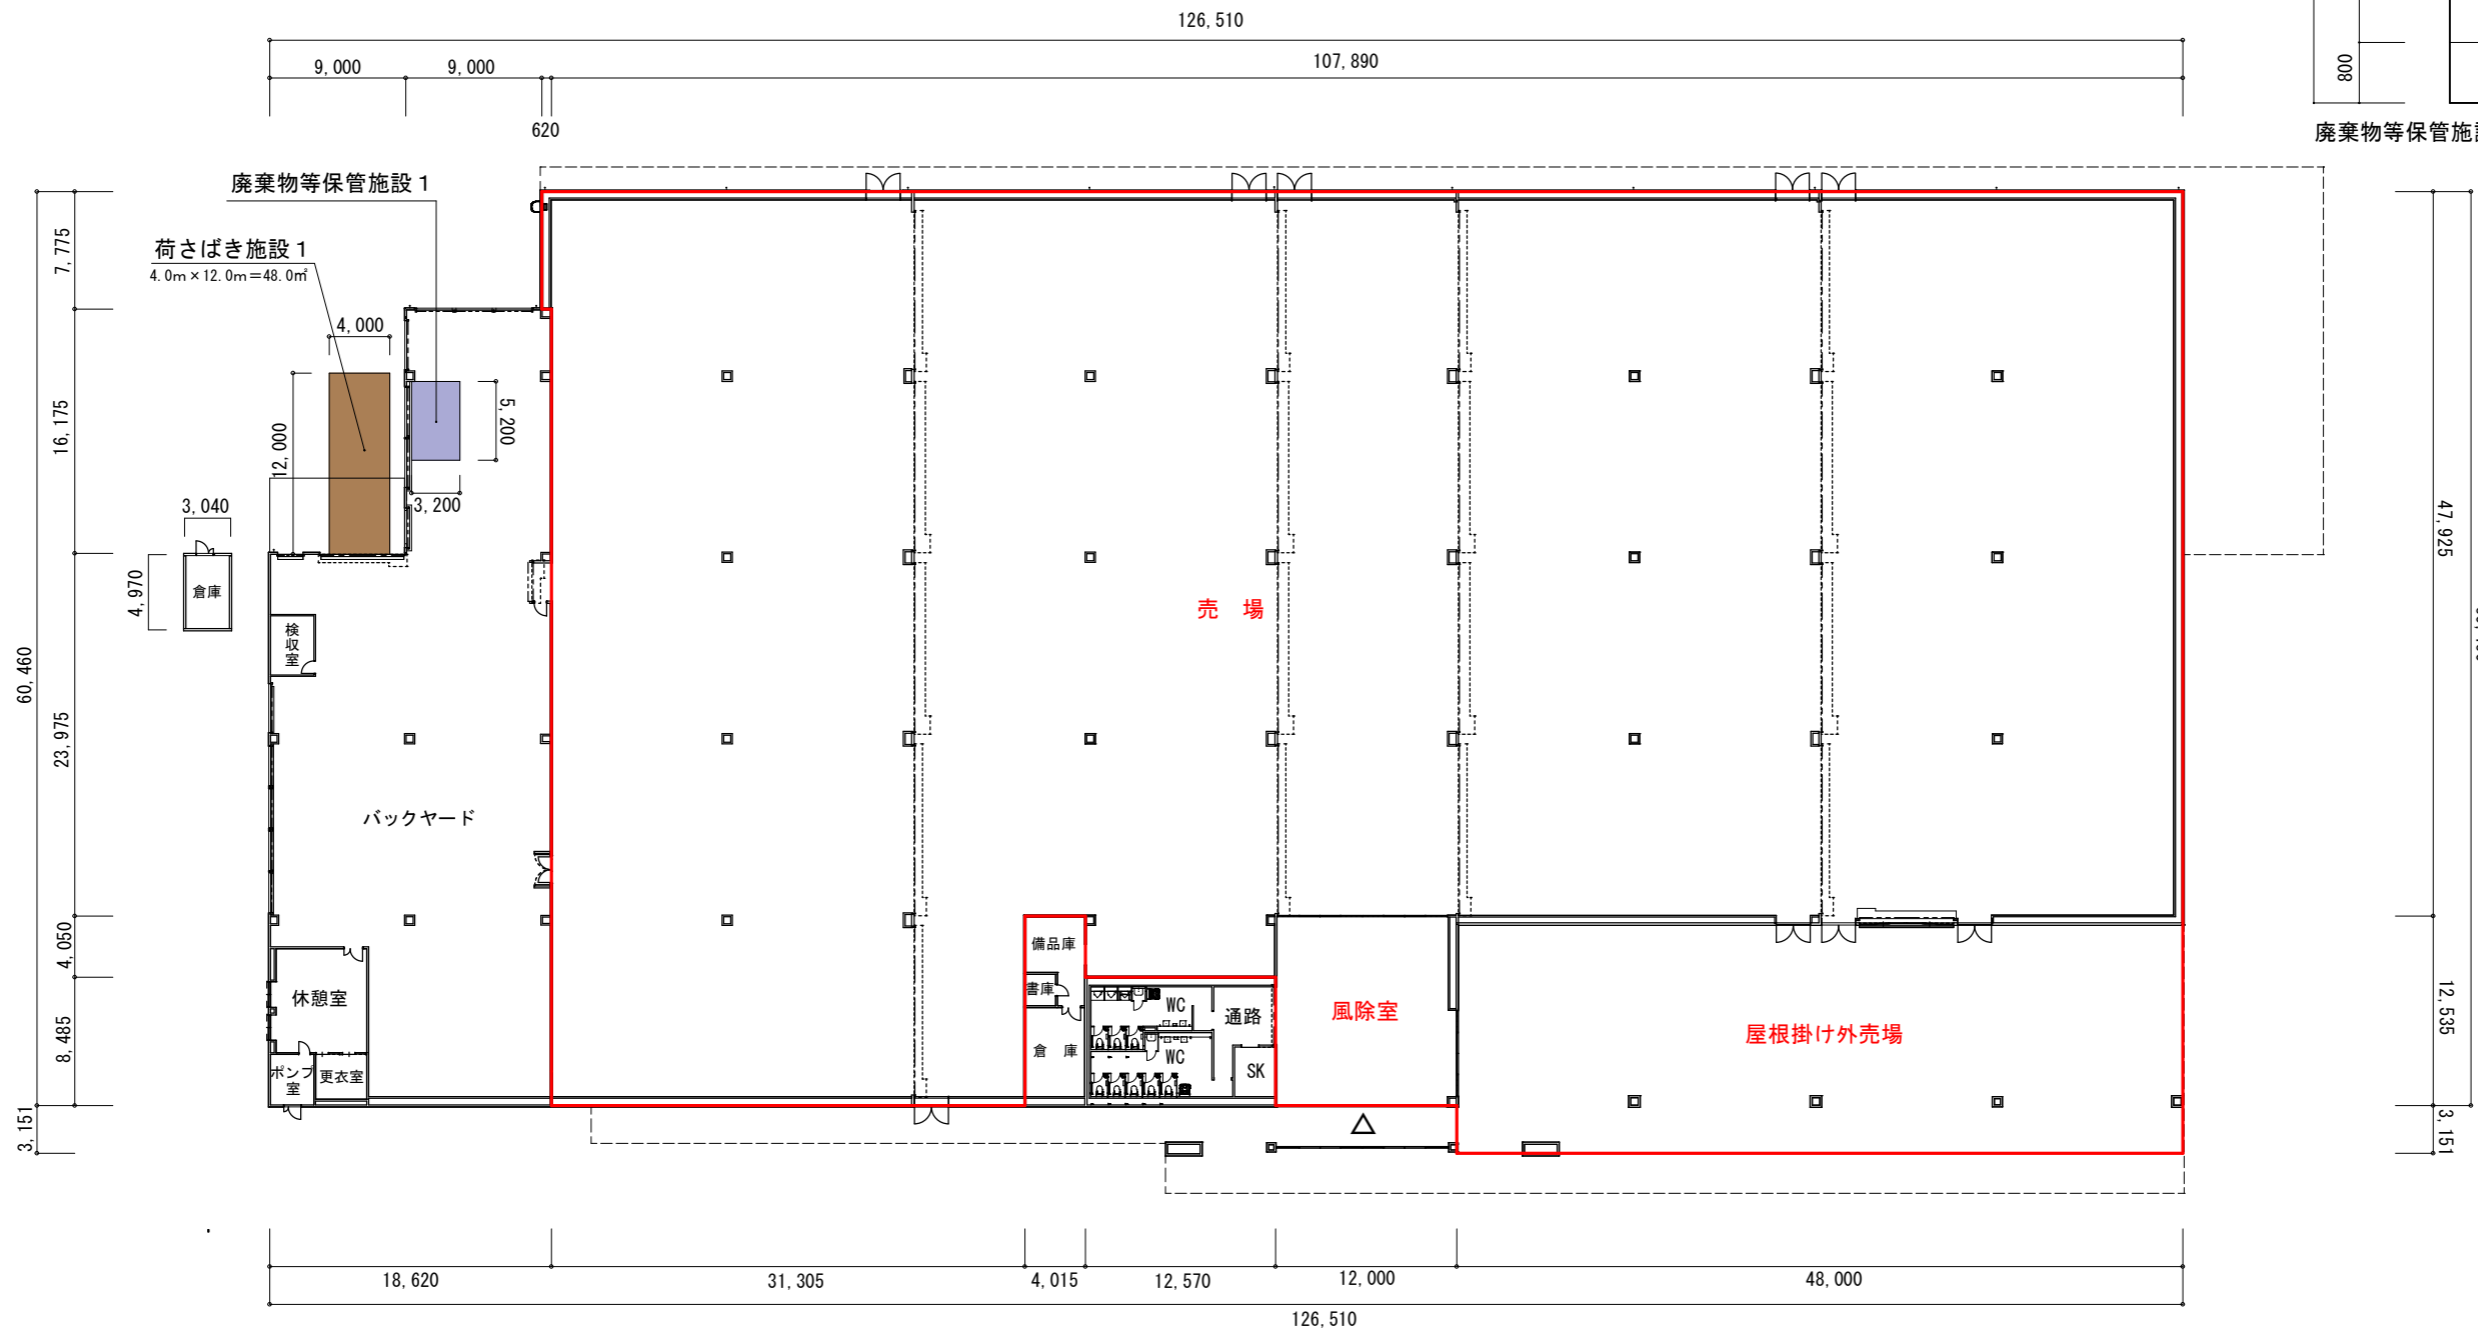 126,510
9,000
9,000
107,890
620
800
廃棄物等保管施
廃棄物等保管施設1
荷さばき施設1
4.0m×12.0m=48.0㎡
4,000
12,000
5,200
3,200
3,040
4,970
倉庫
検収室
7,775
16,175
23,975
4,050
8,485
60,460
3,151
売 場
バックヤード
47,925
12,535
3,151
備品庫
書庫
倉 庫
休憩室
ポンプ室
更衣室
WC
WC
通路
SK
風除室
屋根掛け外売場
18,620
31,305
4,015
12,570
12,000
48,000
126,510